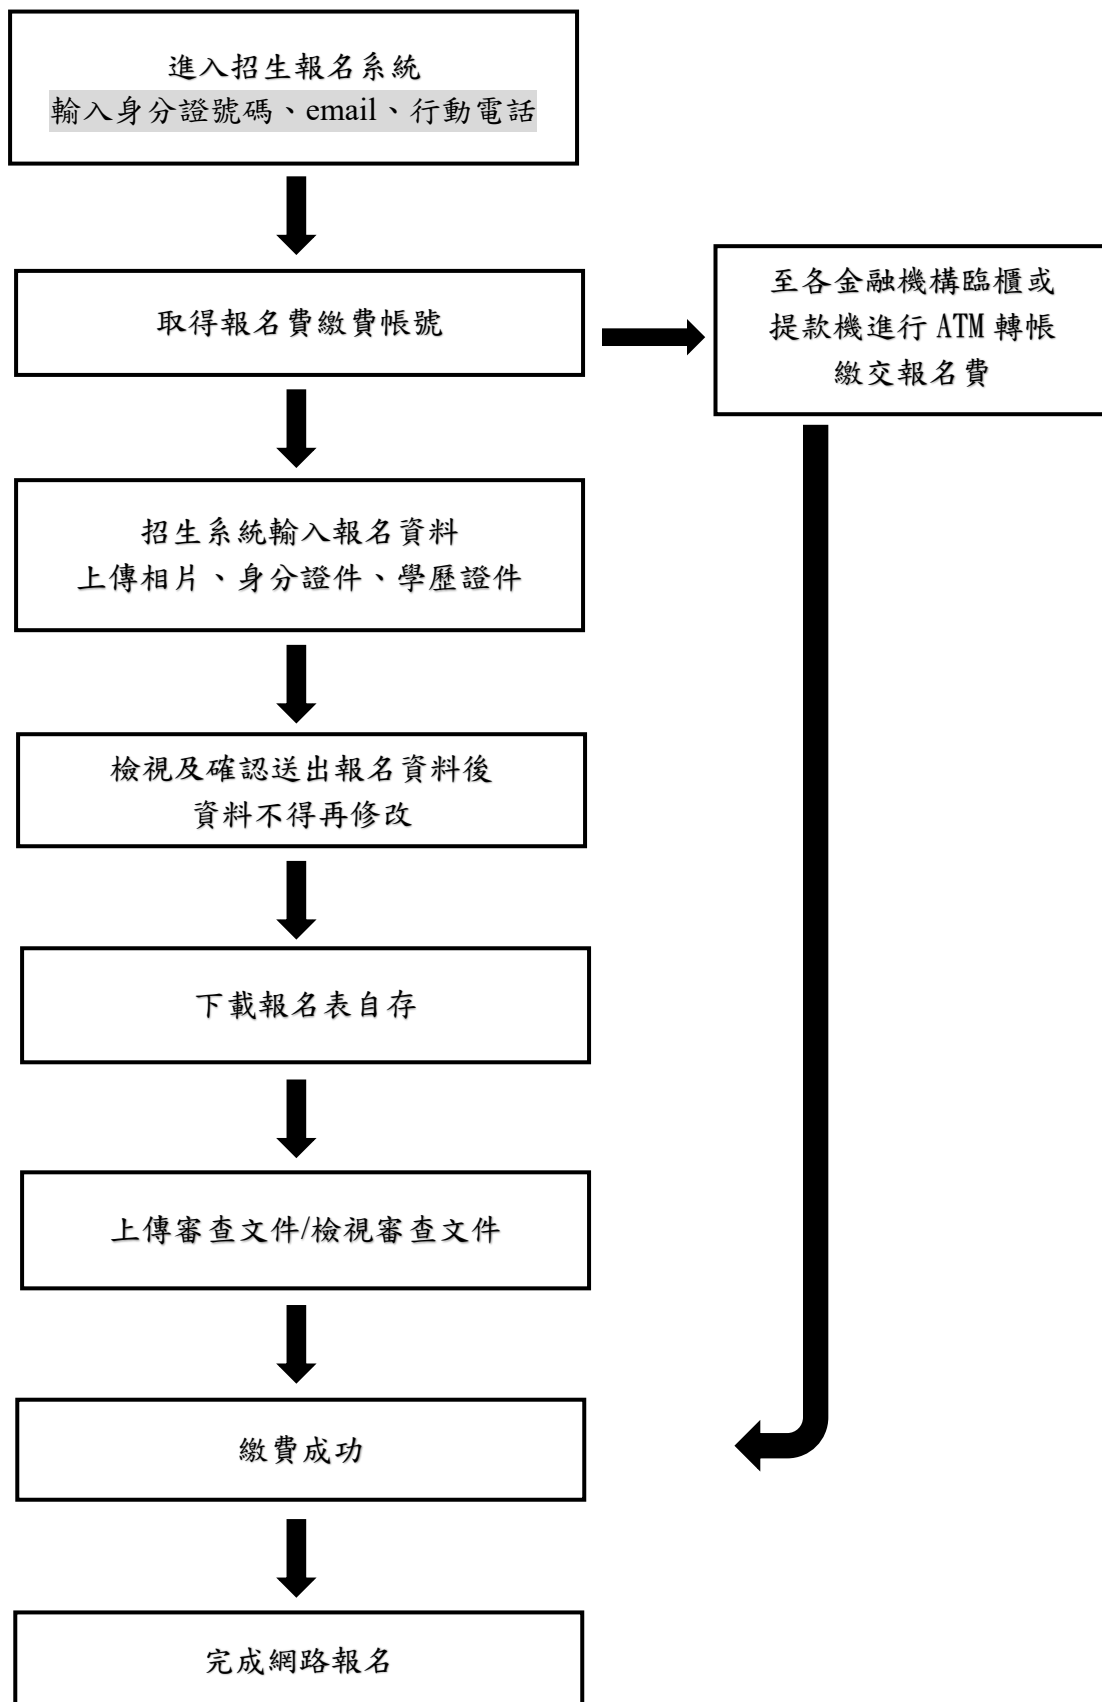 進入招生報名系統
輸入身分證號碼、email、行動電話
取得報名費繳費帳號
至各金融機構臨櫃或
提款機進行 ATM 轉帳
繳交報名費
招生系統輸入報名資料
上傳相片、身分證件、學歷證件
檢視及確認送出報名資料後
資料不得再修改
下載報名表自存
上傳審查文件/檢視審查文件
繳費成功
完成網路報名